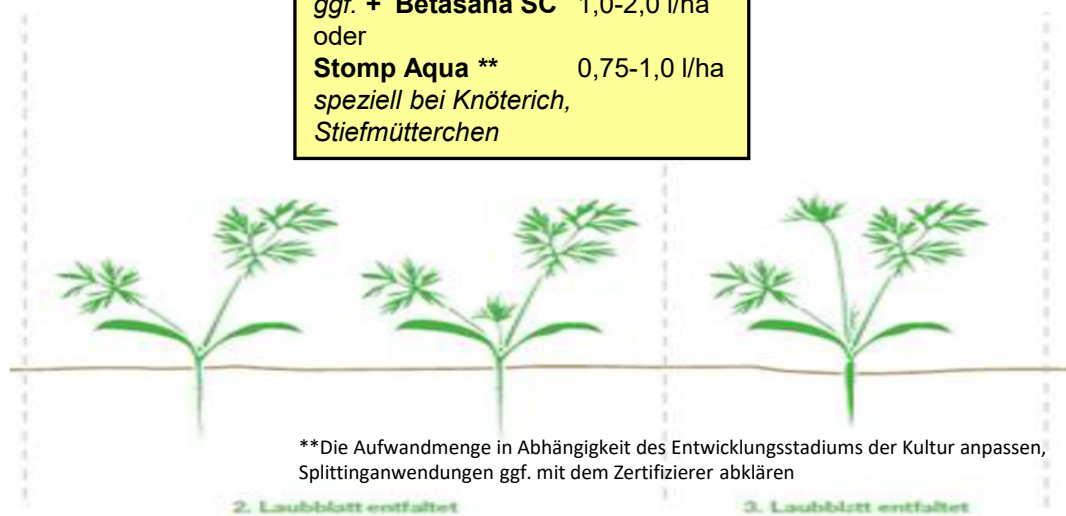 ggf. + Betasana SC 1,0-2,0 l/ha
oder
Stomp Aqua ** 0,75-1,0 l/ha
speziell bei Knöterich,
Stiefmütterchen
**Die Aufwandmenge in Abhängigkeit des Entwicklungsstadiums der Kultur anpassen,
Splittinganwendungen ggf. mit dem Zertifizierer abklären
2. Laubblatt entfaltet
3. Laubblatt entfaltet